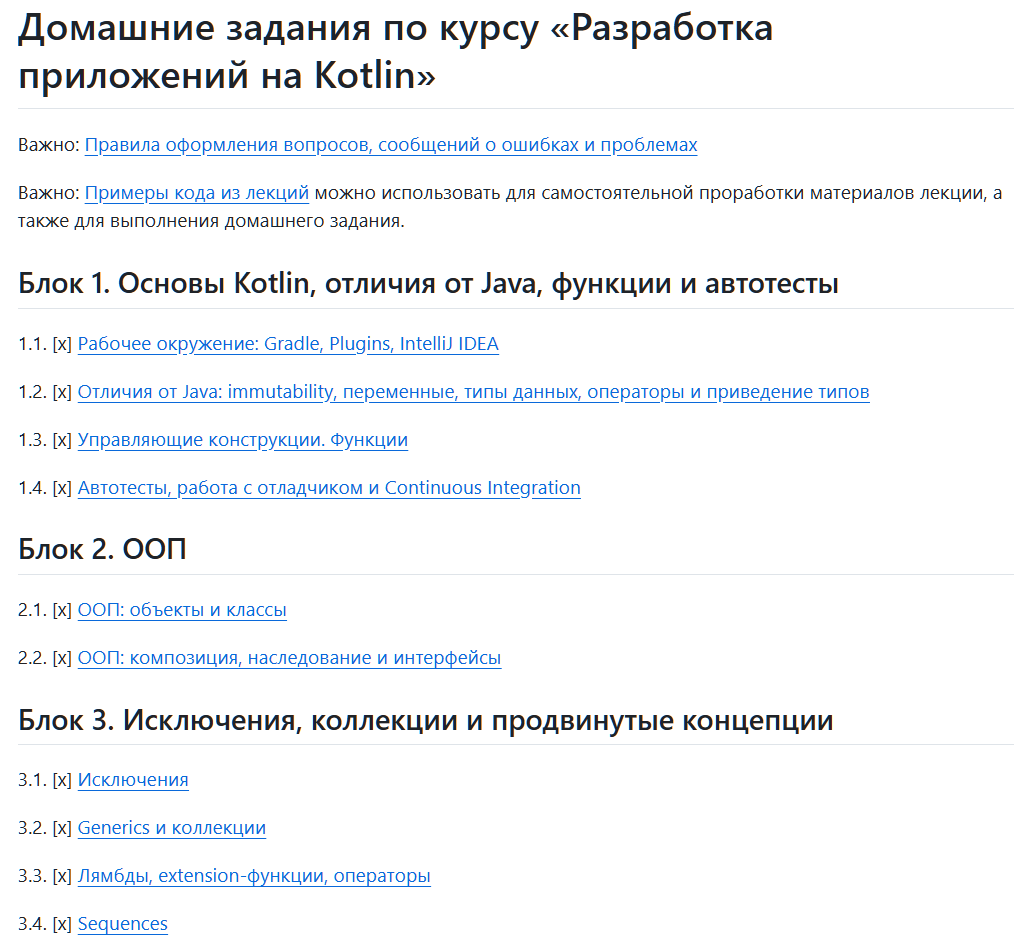 Домашние задания по курсу «Разработка
приложений на Kotlin»
Важно: Правила оформления вопросов, сообщений о ошибках и проблемах
Важно: Примеры кода из лекций можно использовать для самостоятельной проработки материалов лекции, а
также для выполнения домашнего задания.
Блок 1. Основы Kotlin, отличия от Java, функции и автотесты
1.1. [x] Рабочее окружение: Gradle, Plugins, IntelliJ IDEA
1.2. [x] Отличия от Java: immutability, переменные, типы данных, операторы и приведение типов
1.3. [x] Управляющие конструкции. Функции
1.4. [x] Автотесты, работа с отладчиком и Continuous Integration
Блок 2. ООП
2.1. [x] ООП: объекты и классы
2.2. [x] ООП: композиция, наследование и интерфейсы
Блок 3. Исключения, коллекции и продвинутые концепции
3.1. [x] Исключения
3.2. [x] Generics и коллекции
3.3. [x] Лямбды, extension-функции, операторы
3.4. [x] Sequences